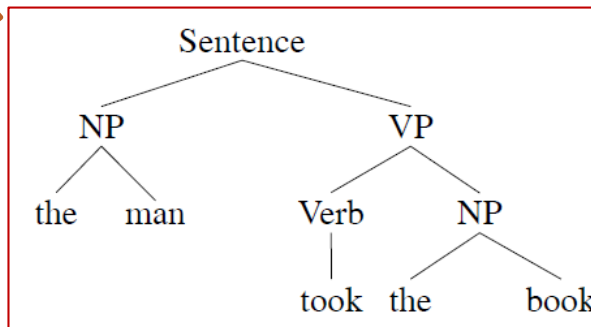 Sentence
NP VP
the man Verb NP
took the book